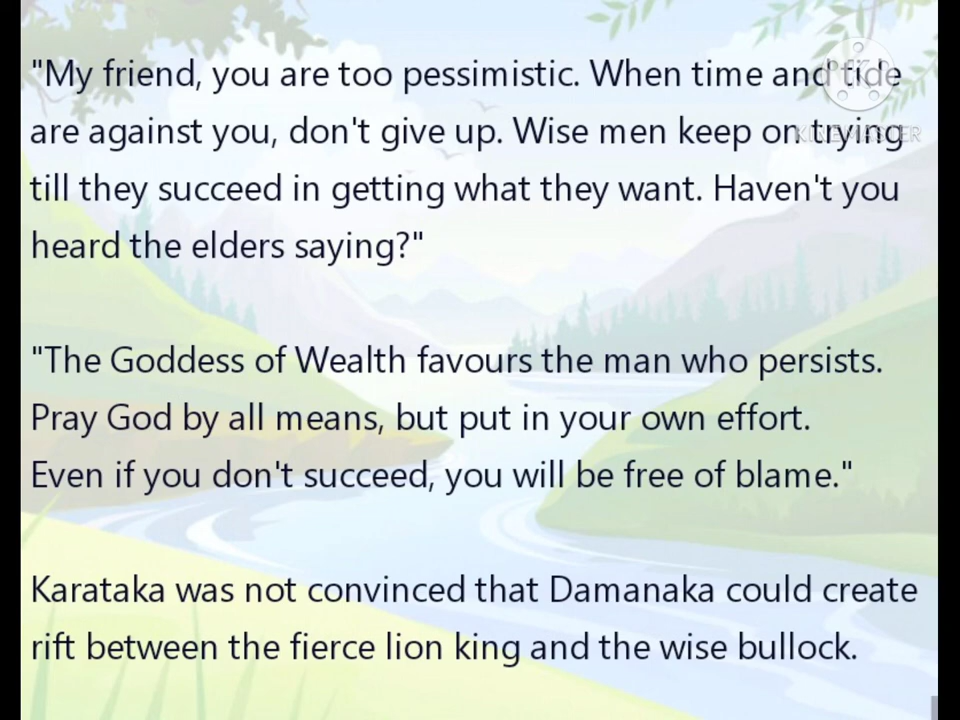 "My friend, you are too pessimistic. When time and tide
are against you, don't give up. Wise men keep on trying
till they succeed in getting what they want. Haven't you
heard the elders saying?"
"The Goddess of Wealth favours the man who persists.
Pray God by all means, but put in your own effort.
Even if you don't succeed, you will be free of blame."
Karataka was not convinced that Damanaka could create
rift between the fierce lion king and the wise bullock.
KINEMASTER